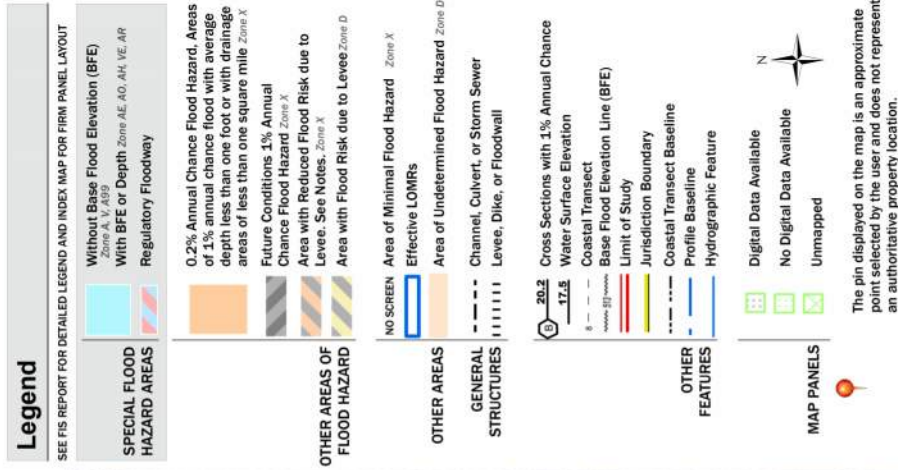 Legend
SEE FIS REPORT FOR DETAILED LEGEND AND INDEX MAP FOR FIRM PANEL LAYOUT
SPECIAL FLOOD
HAZARD AREAS
Without Base Flood Elevation (BFE)
Zone A, V, A99
With BFE or Depth Zone AE, AO, AH, VE, AR
Regulatory Floodway
OTHER AREAS OF
FLOOD HAZARD
0.2% Annual Chance Flood Hazard, Areas
of 1% annual chance flood with average
depth less than one foot or with drainage
areas of less than one square mile Zone X
Future Conditions 1% Annual
Chance Flood Hazard Zone X
Area with Reduced Flood Risk due to
Levee. See Notes. Zone X
Area with Flood Risk due to Levee Zone D
OTHER AREAS
NO SCREEN Area of Minimal Flood Hazard Zone X
Effective LOMRs
Area of Undetermined Flood Hazard Zone D
GENERAL
STRUCTURES
Channel, Culvert, or Storm Sewer
Levee, Dike, or Floodwall
B 20.2 Cross Sections with 1% Annual Chance
17.5 Water Surface Elevation
8 Coastal Transect
513 Base Flood Elevation Line (BFE)
Limit of Study
Jurisdiction Boundary
Coastal Transect Baseline
OTHER
FEATURES
Profile Baseline
Hydrographic Feature
MAP PANELS
Digital Data Available
No Digital Data Available
Unmapped
N
The pin displayed on the map is an approximate
point selected by the user and does not represent
an authoritative property location.